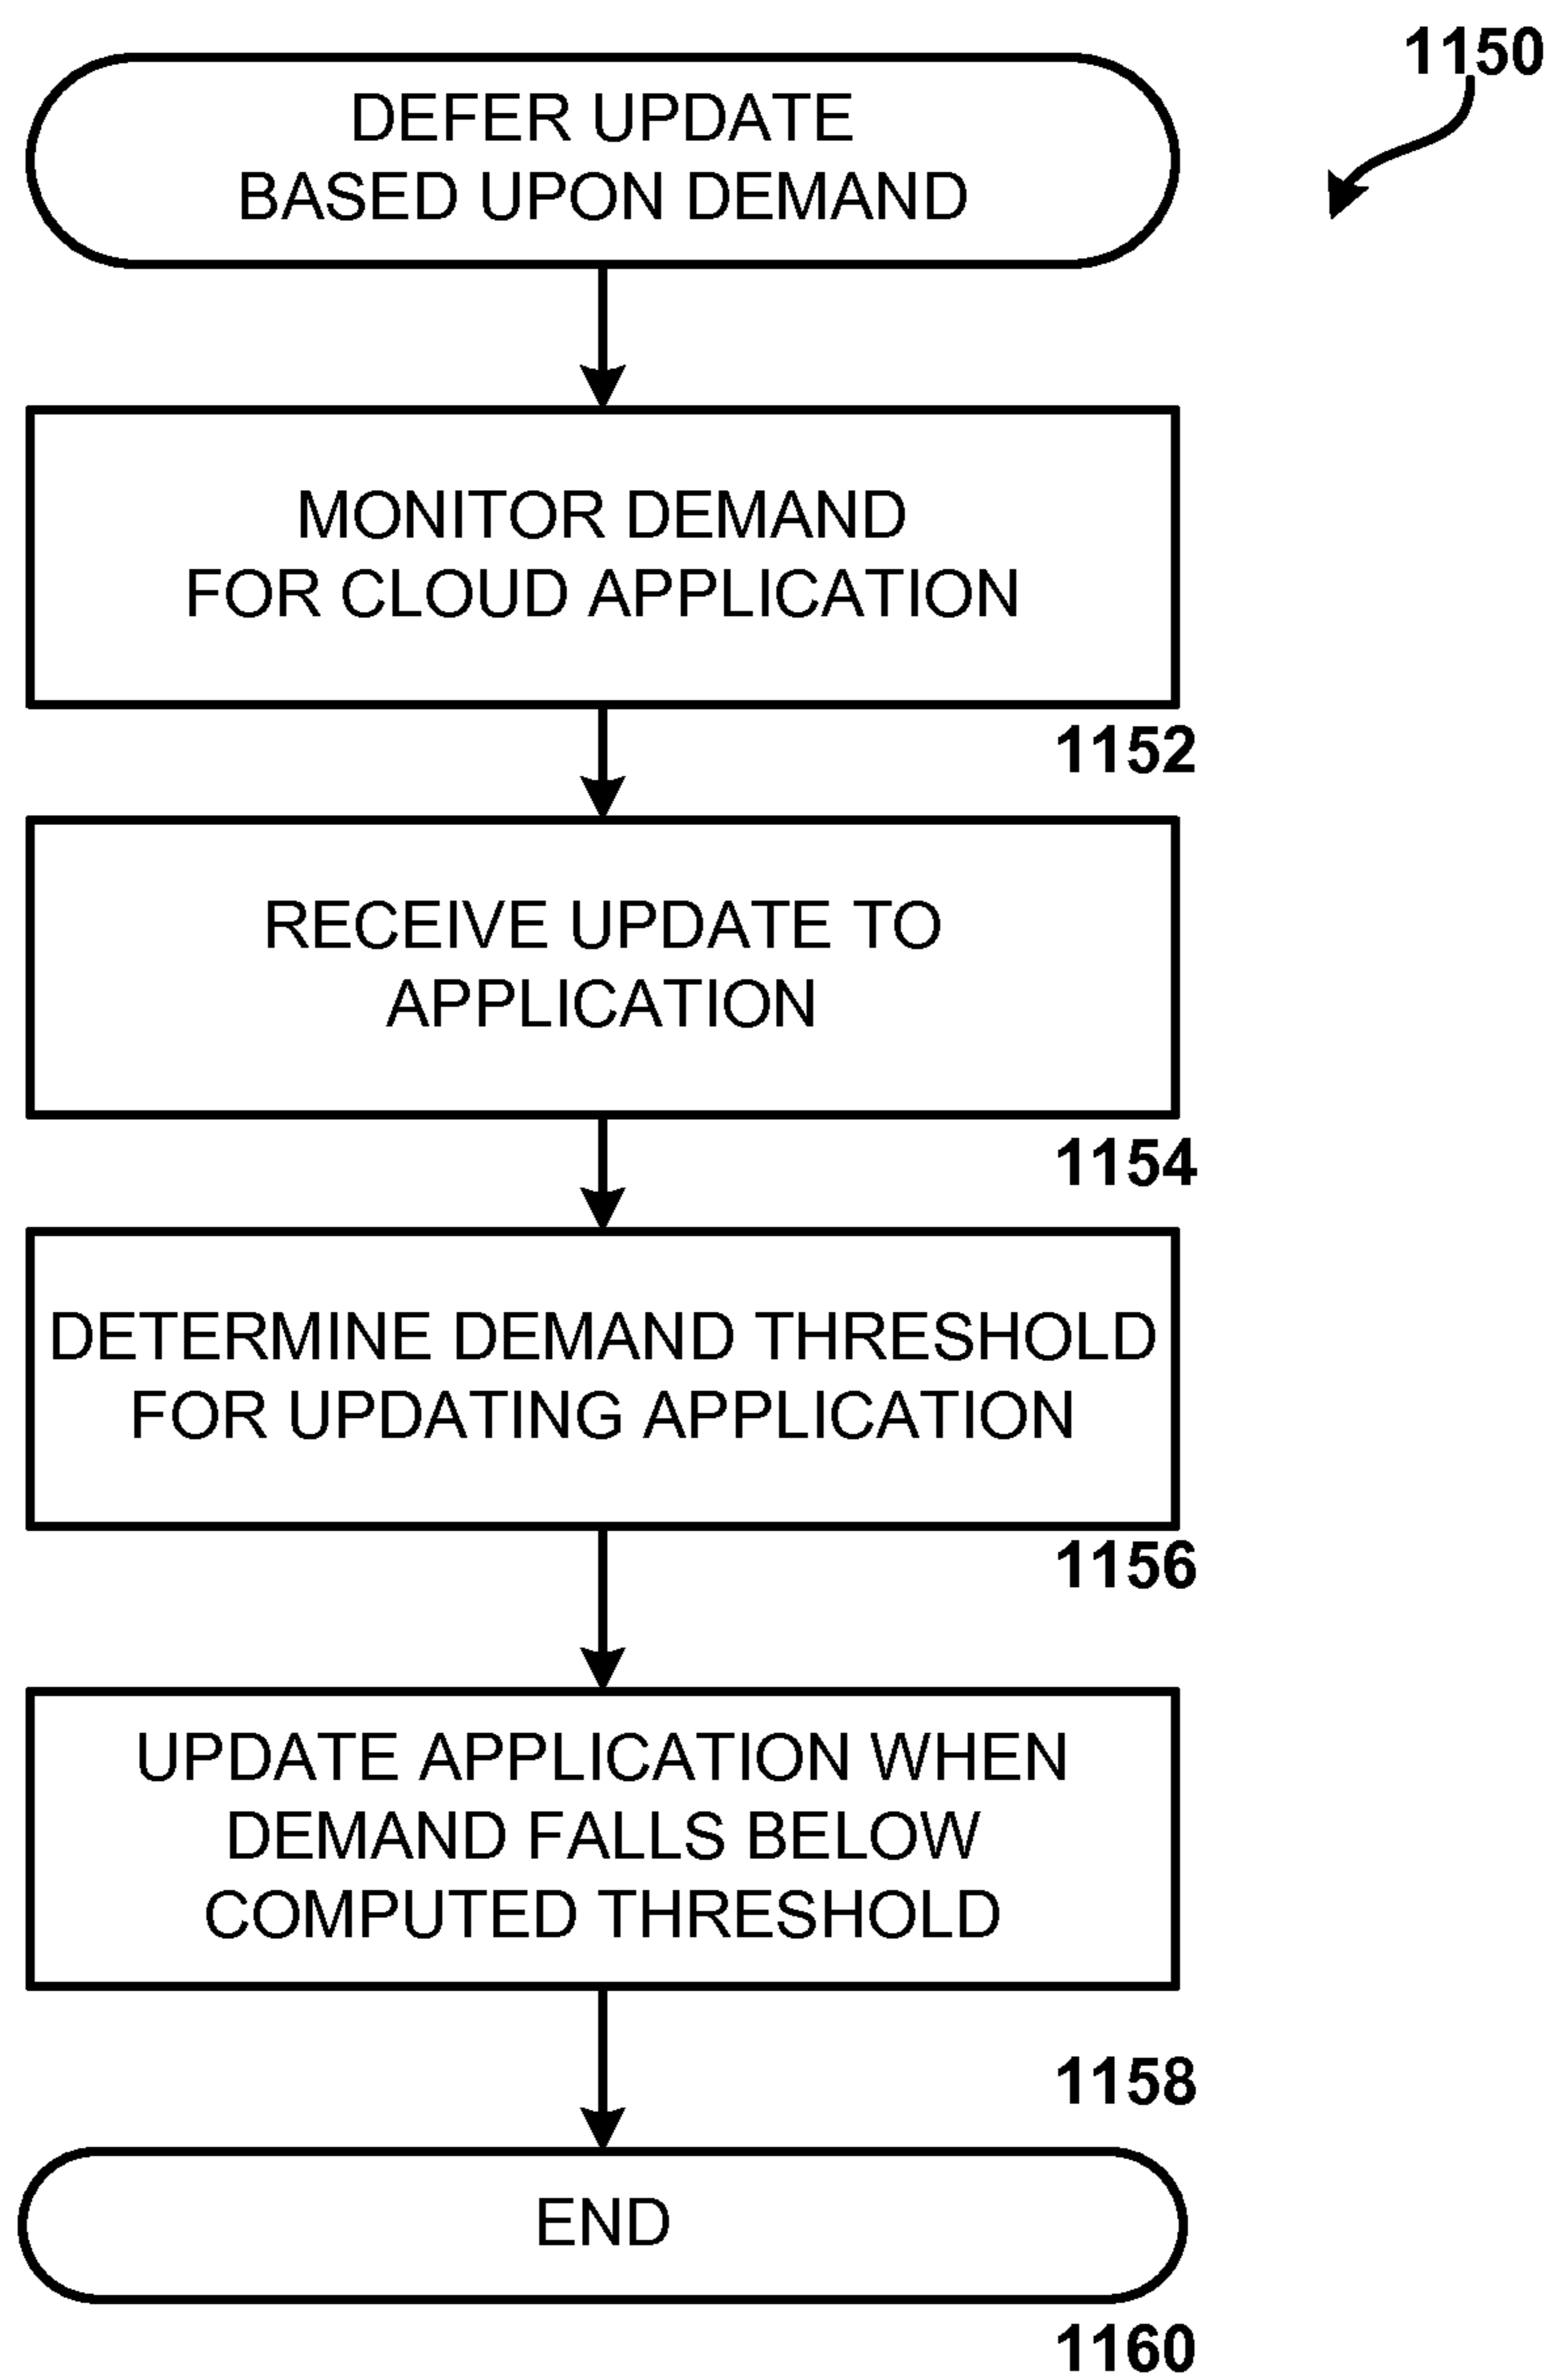 1150
DEFER UPDATE
BASED UPON DEMAND
MONITOR DEMAND
FOR CLOUD APPLICATION
1152
RECEIVE UPDATE TO
APPLICATION
1154
DETERMINE DEMAND THRESHOLD
FOR UPDATING APPLICATION
1156
UPDATE APPLICATION WHEN
DEMAND FALLS BELOW
COMPUTED THRESHOLD
1158
END
1160